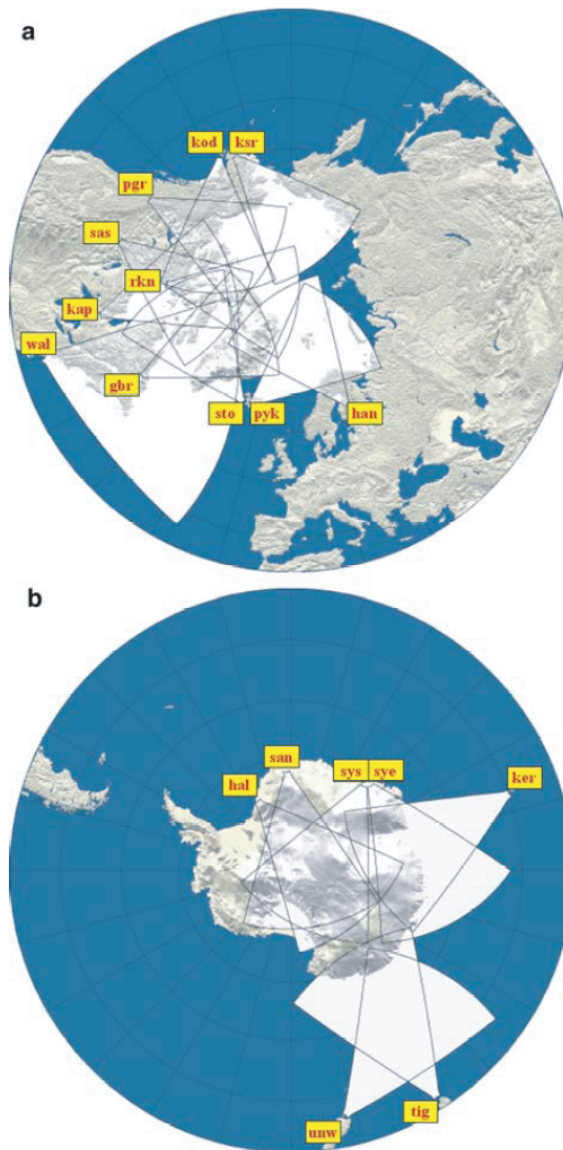 a
kod ksr
pgr
sas
rkn
kap
wal
gbr
sto pyk han
b
san
sys sye
hal
ker
tig
unw